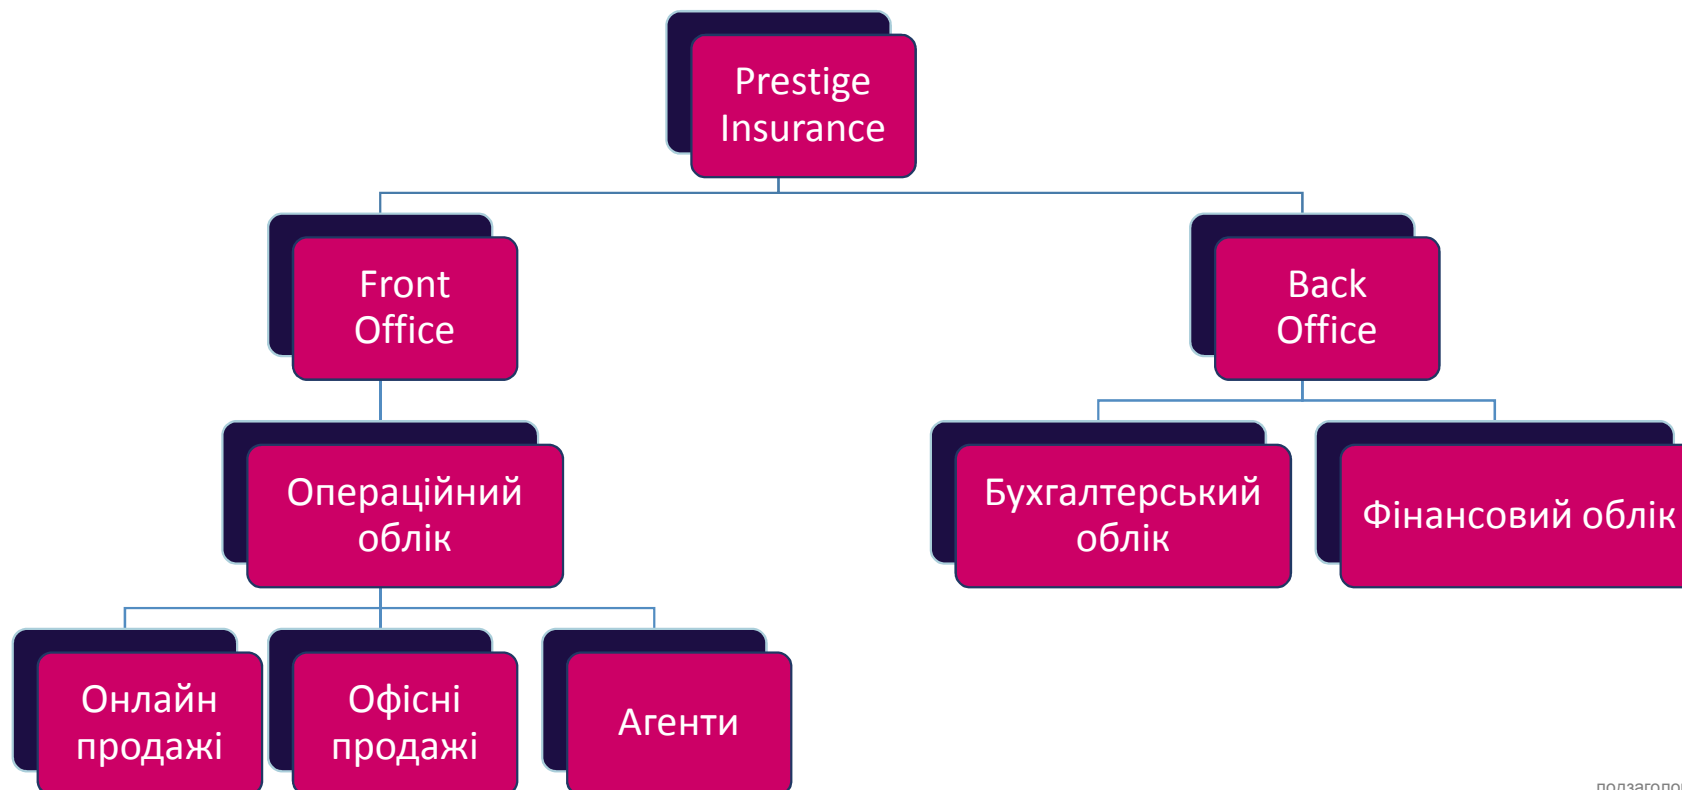 Prestige
Insurance
Front
Office
Back
Office
Операційний
облік
Бухгалтерський
облік
Фінансовий облік
Онлайн
продажі
Офісні
продажі
Агенти